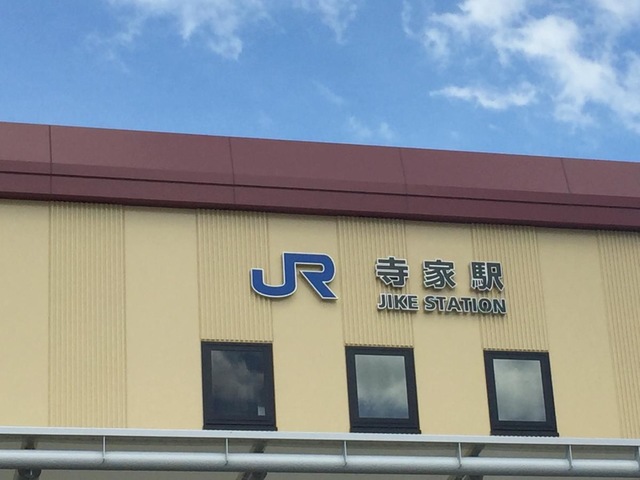 JR 寺家駅
JIKE STATION